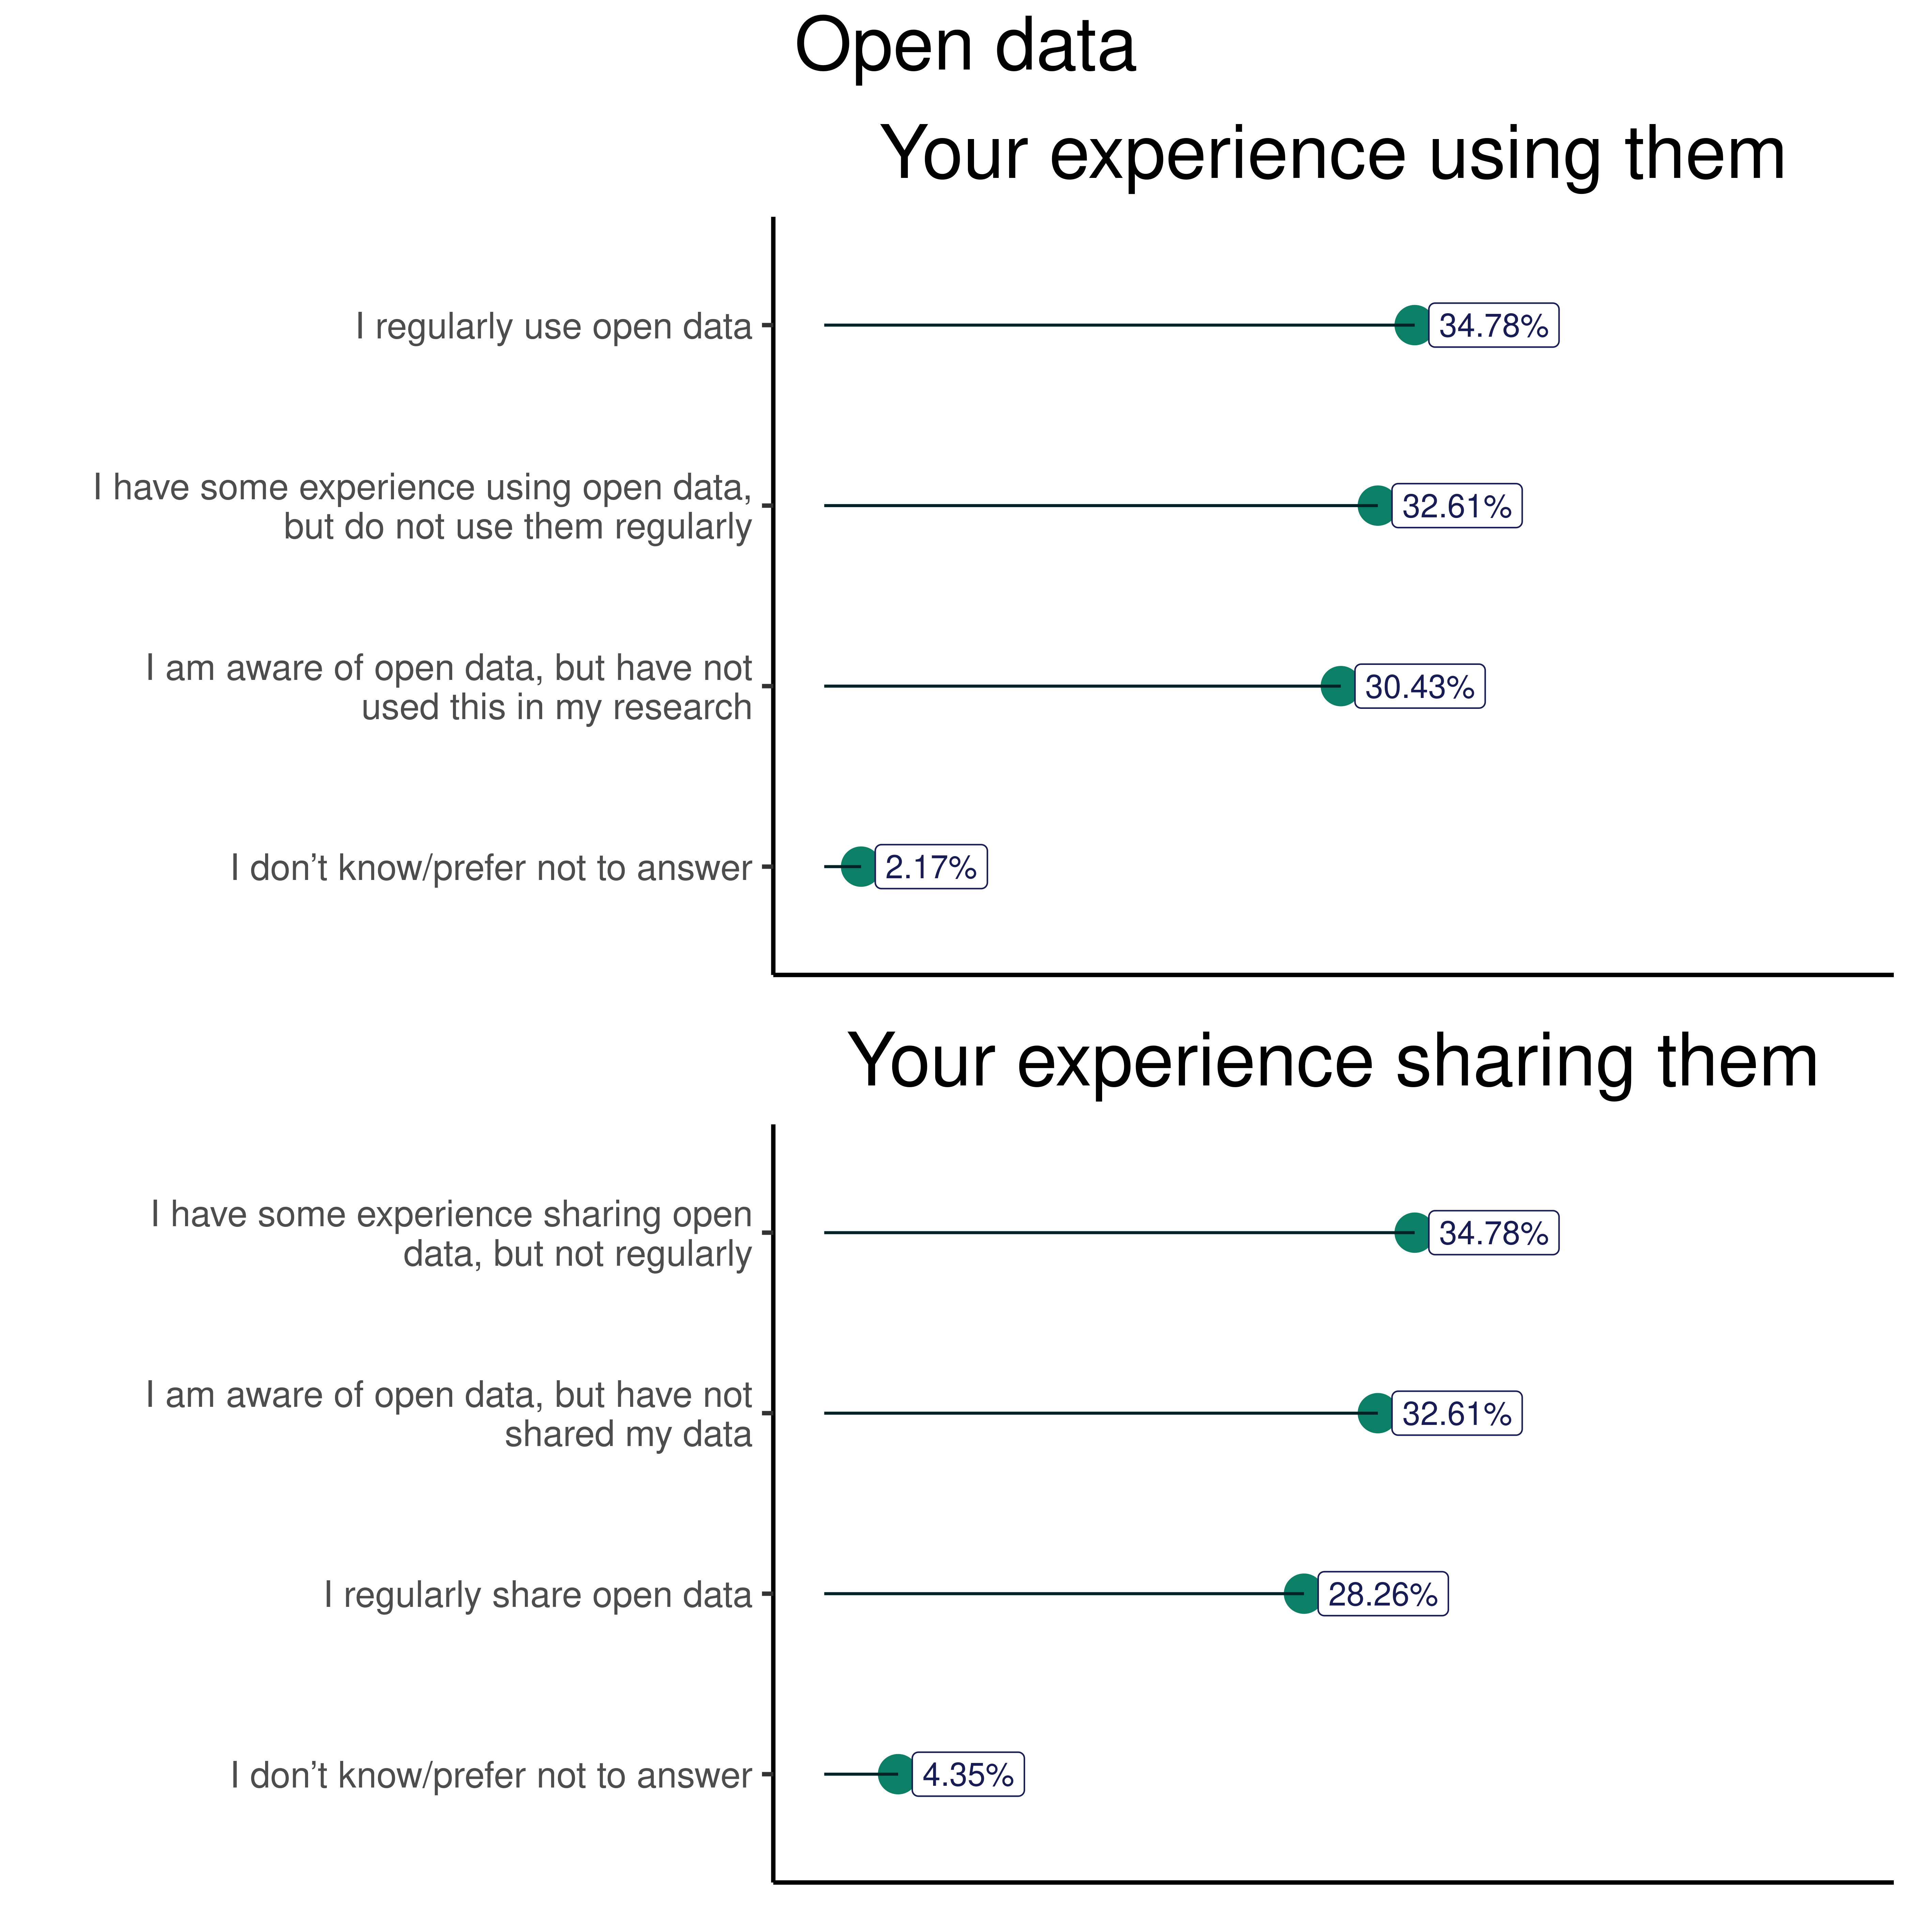 Open data
Your experience using them
I regularly use open data
34.78%
I have some experience using open data,
but do not use them regularly
32.61%
I am aware of open data, but have not
used this in my research
30.43%
I don’t know/prefer not to answer
2.17%
Your experience sharing them
I have some experience sharing open
data, but not regularly
34.78%
I am aware of open data, but have not
shared my data
32.61%
I regularly share open data
28.26%
I don’t know/prefer not to answer
4.35%